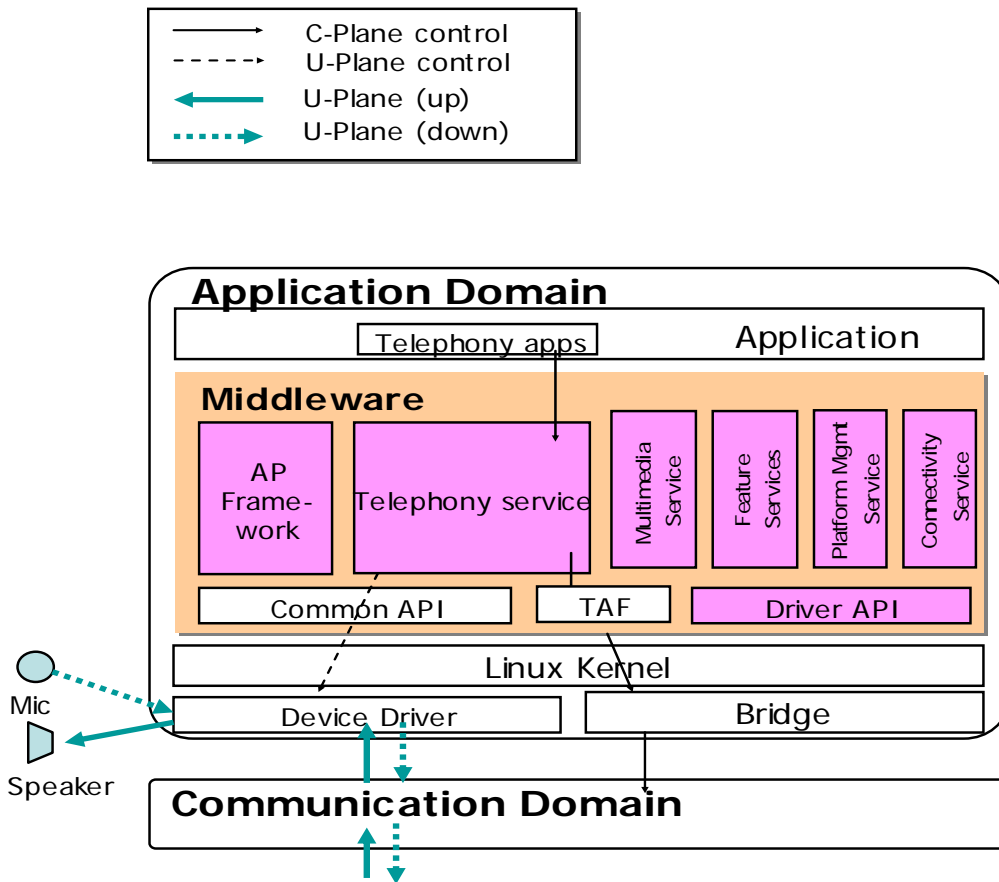 C-Plane control
U-Plane control
U-Plane (up)
U-Plane (down)
Application Domain
Telephony apps
Application
Middleware
AP
Frame-
work
Telephony service
Multimedia
Service
Feature
Services
Platform Mgmt
Service
Connectivity
Service
Common API
TAF
Driver API
Linux Kernel
Mic
Device Driver
Bridge
Speaker
Communication Domain